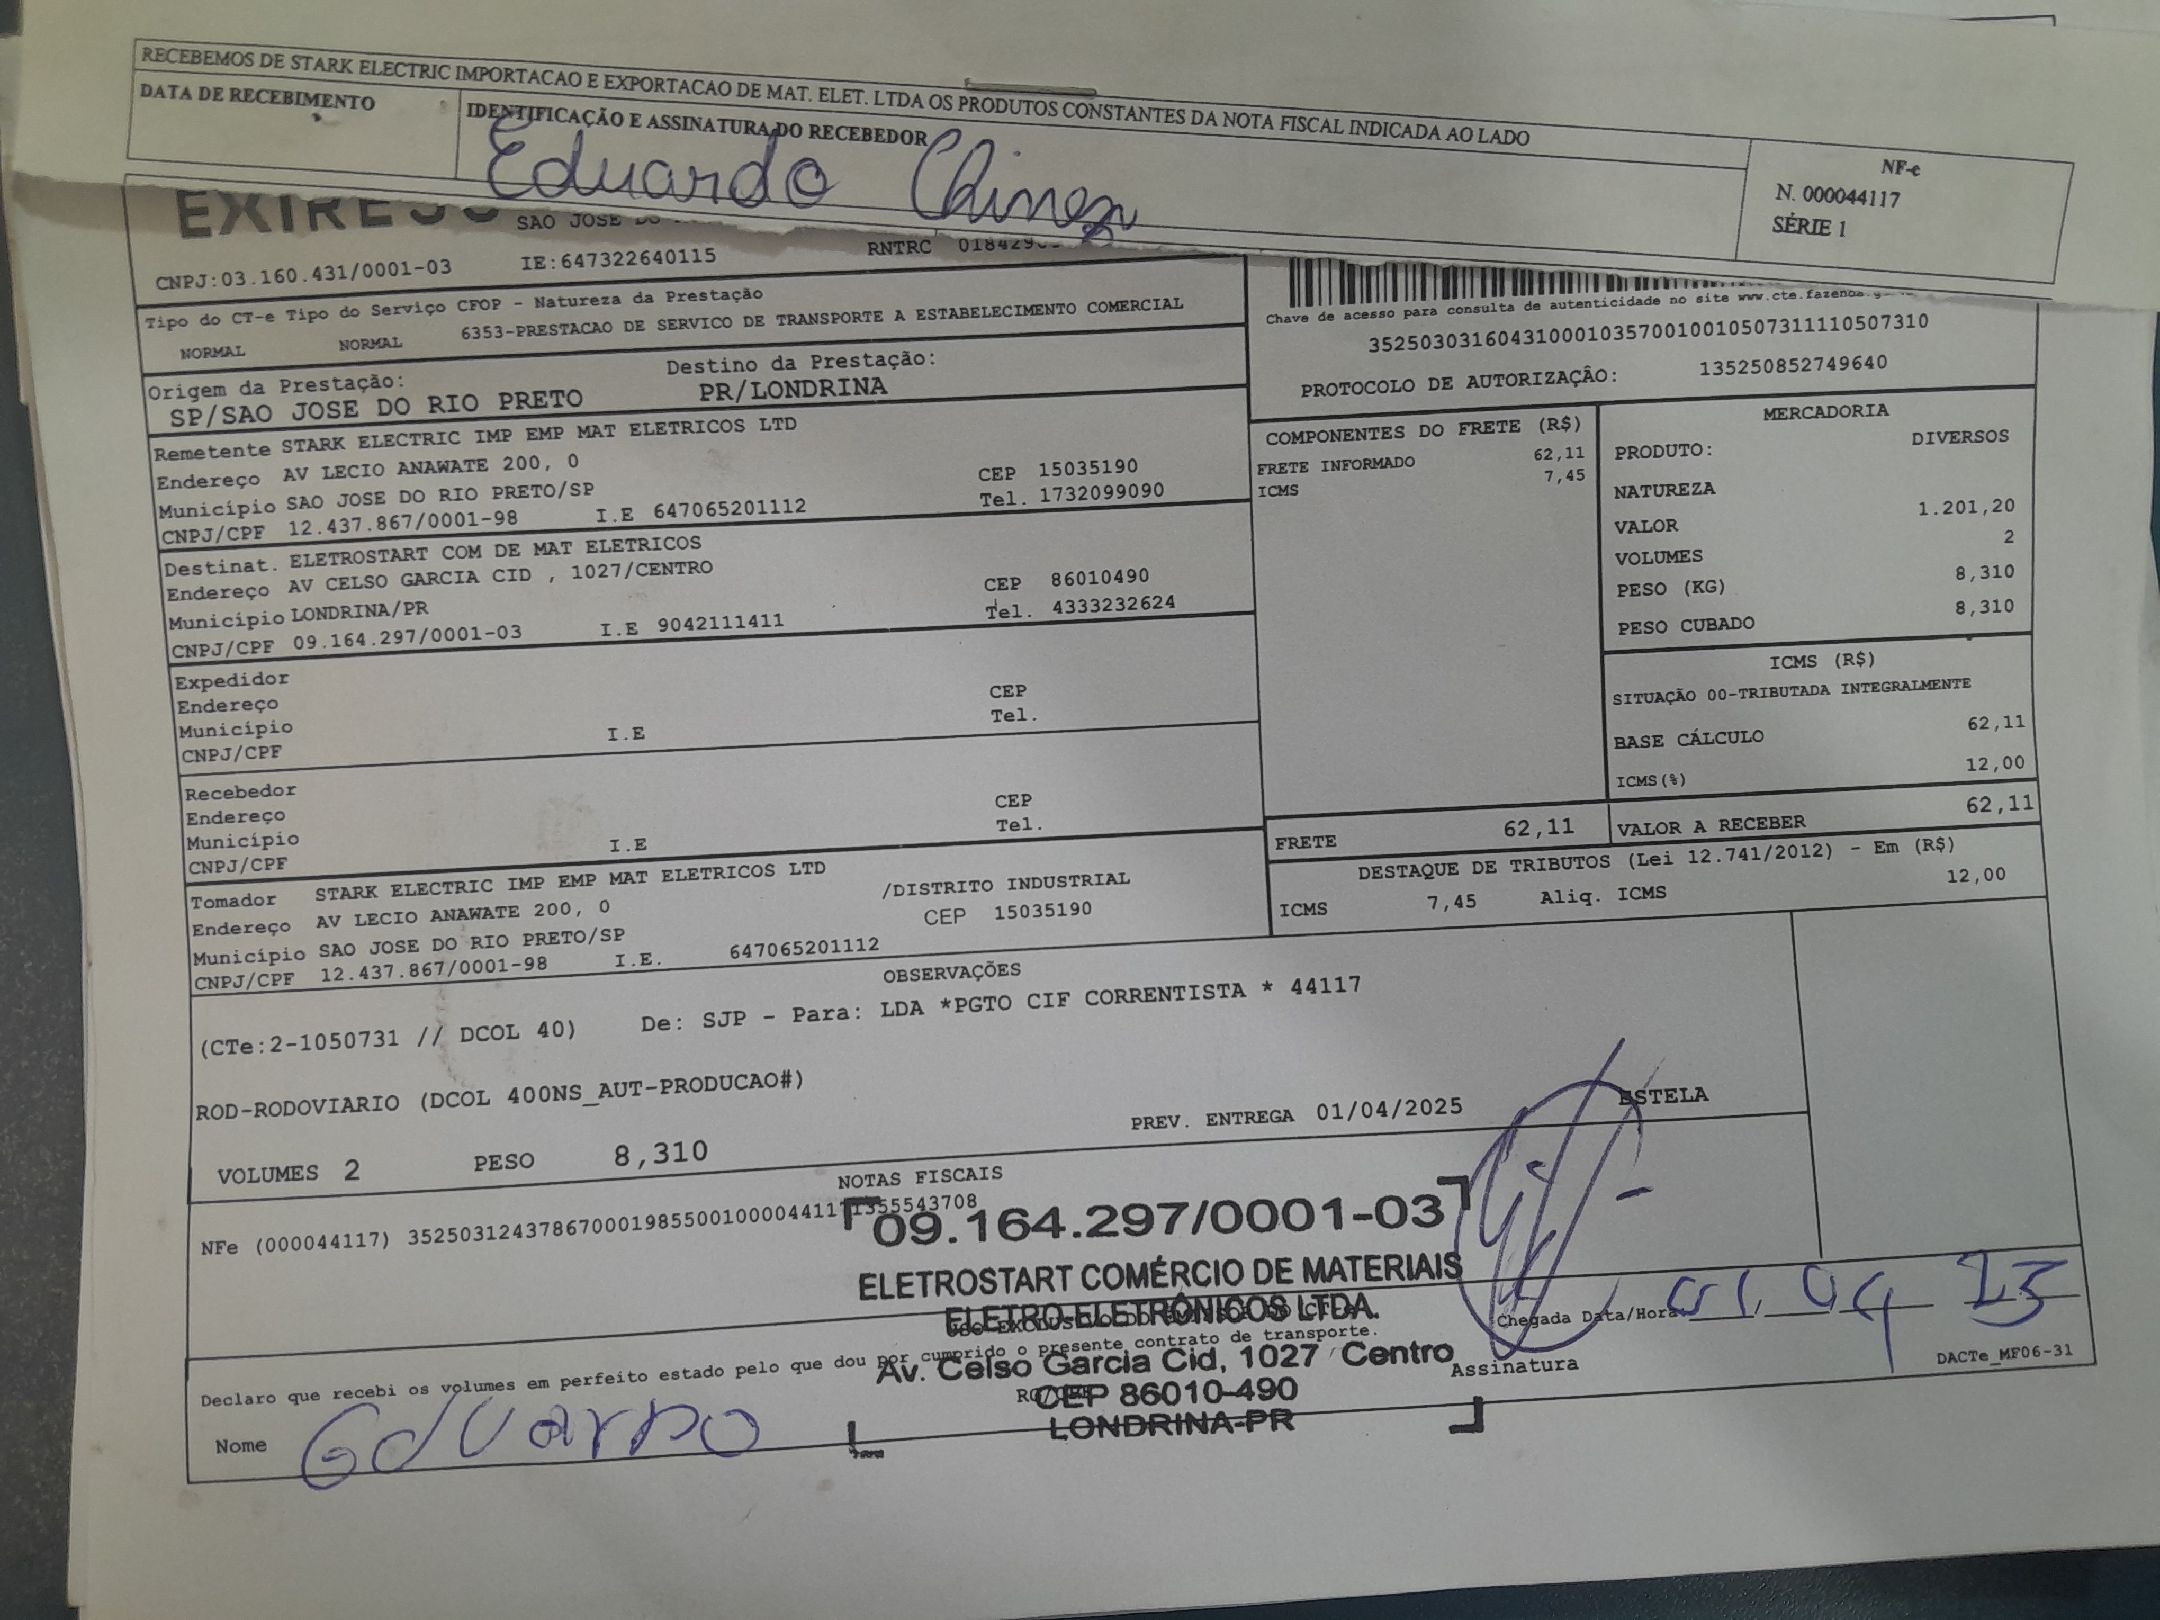 RECEBEMOS DE STARK ELECTRIC IMPORTACAO E EXPORTACAO DE MAT. ELET. LTDA OS PRODUTOS CONSTANTES DA NOTA FISCAL INDICADA AO LADO
DATA DE RECEBIMENTO
IDENTIFICAÇÃO E ASSINATURA DO RECEBEDOR
Eduardo Chinen
NF-e
N. 000044117
SÉRIE 1
SAO JOSE DO
CNPJ:03.160.431/0001-03 IE:647322640115 RNTRC
Tipo do CT-e Tipo do Serviço CFOP - Natureza da Prestação
NORMAL NORMAL 6353-PRESTACAO DE SERVICO DE TRANSPORTE A ESTABELECIMENTO COMERCIAL
Chave de acesso para consulta de autenticidade no site
35250303160431000103570010010507311110507310
PROTOCOLO DE AUTORIZAÇÂO: 135250852749640
Origem da Prestação: Destino da Prestação:
SP/SAO JOSE DO RIO PRETO PR/LONDRINA
Remetente STARK ELECTRIC IMP EMP MAT ELETRICOS LTD
Endereço AV LECIO ANAWATE 200, 0 CEP 15035190
Município SAO JOSE DO RIO PRETO/SP Tel. 1732099090
CNPJ/CPF 12.437.867/0001-98 I.E 647065201112
Destinat. ELETROSTART COM DE MAT ELETRICOS
Endereço AV CELSO GARCIA CID , 1027/CENTRO CEP 86010490
Município LONDRINA/PR Tel. 4333232624
CNPJ/CPF 09.164.297/0001-03 I.E 9042111411
Expedidor
Endereço CEP
Município Tel.
CNPJ/CPF I.E
Recebedor
Endereço CEP
Município Tel.
CNPJ/CPF I.E
Tomador STARK ELECTRIC IMP EMP MAT ELETRICOS LTD
Endereço AV LECIO ANAWATE 200, 0 /DISTRITO INDUSTRIAL
Município SAO JOSE DO RIO PRETO/SP CEP 15035190
CNPJ/CPF 12.437.867/0001-98 I.E. 647065201112
COMPONENTES DO FRETE (R$)
FRETE INFORMADO 62,11
ICMS 7,45
MERCADORIA
PRODUTO: DIVERSOS
NATUREZA
VALOR 1.201,20
VOLUMES 2
PESO (KG) 8,310
PESO CUBADO 8,310
ICMS (R$)
SITUAÇÃO 00-TRIBUTADA INTEGRALMENTE
BASE CÁLCULO 62,11
ICMS(%) 12,00
FRETE 62,11 VALOR A RECEBER 62,11
DESTAQUE DE TRIBUTOS (Lei 12.741/2012) - Em (R$)
ICMS 7,45 Aliq. ICMS 12,00
OBSERVAÇÕES
(CTe:2-1050731 // DCOL 40) De: SJP - Para: LDA *PGTO CIF CORRENTISTA * 44117
ROD-RODOVIARIO (DCOL 400NS_AUT-PRODUCAO#)
PREV. ENTREGA 01/04/2025 ESTELA
VOLUMES 2 PESO 8,310
NOTAS FISCAIS
NFe (000044117)
09.164.297/0001-03
ELETROSTART COMÉRCIO DE MATERIAIS
ELETRO-ELETRÔNICOS LTDA.
Av. Celso Garcia Cid, 1027 Centro
CEP 86010-490
LONDRINA-PR
Declaro que recebi os volumes em perfeito estado pelo que dou por cumprido o presente contrato de transporte.
Chegada Data/Hora 01/04
Assinatura
DACTe_MF06-31
Nome Eduardo